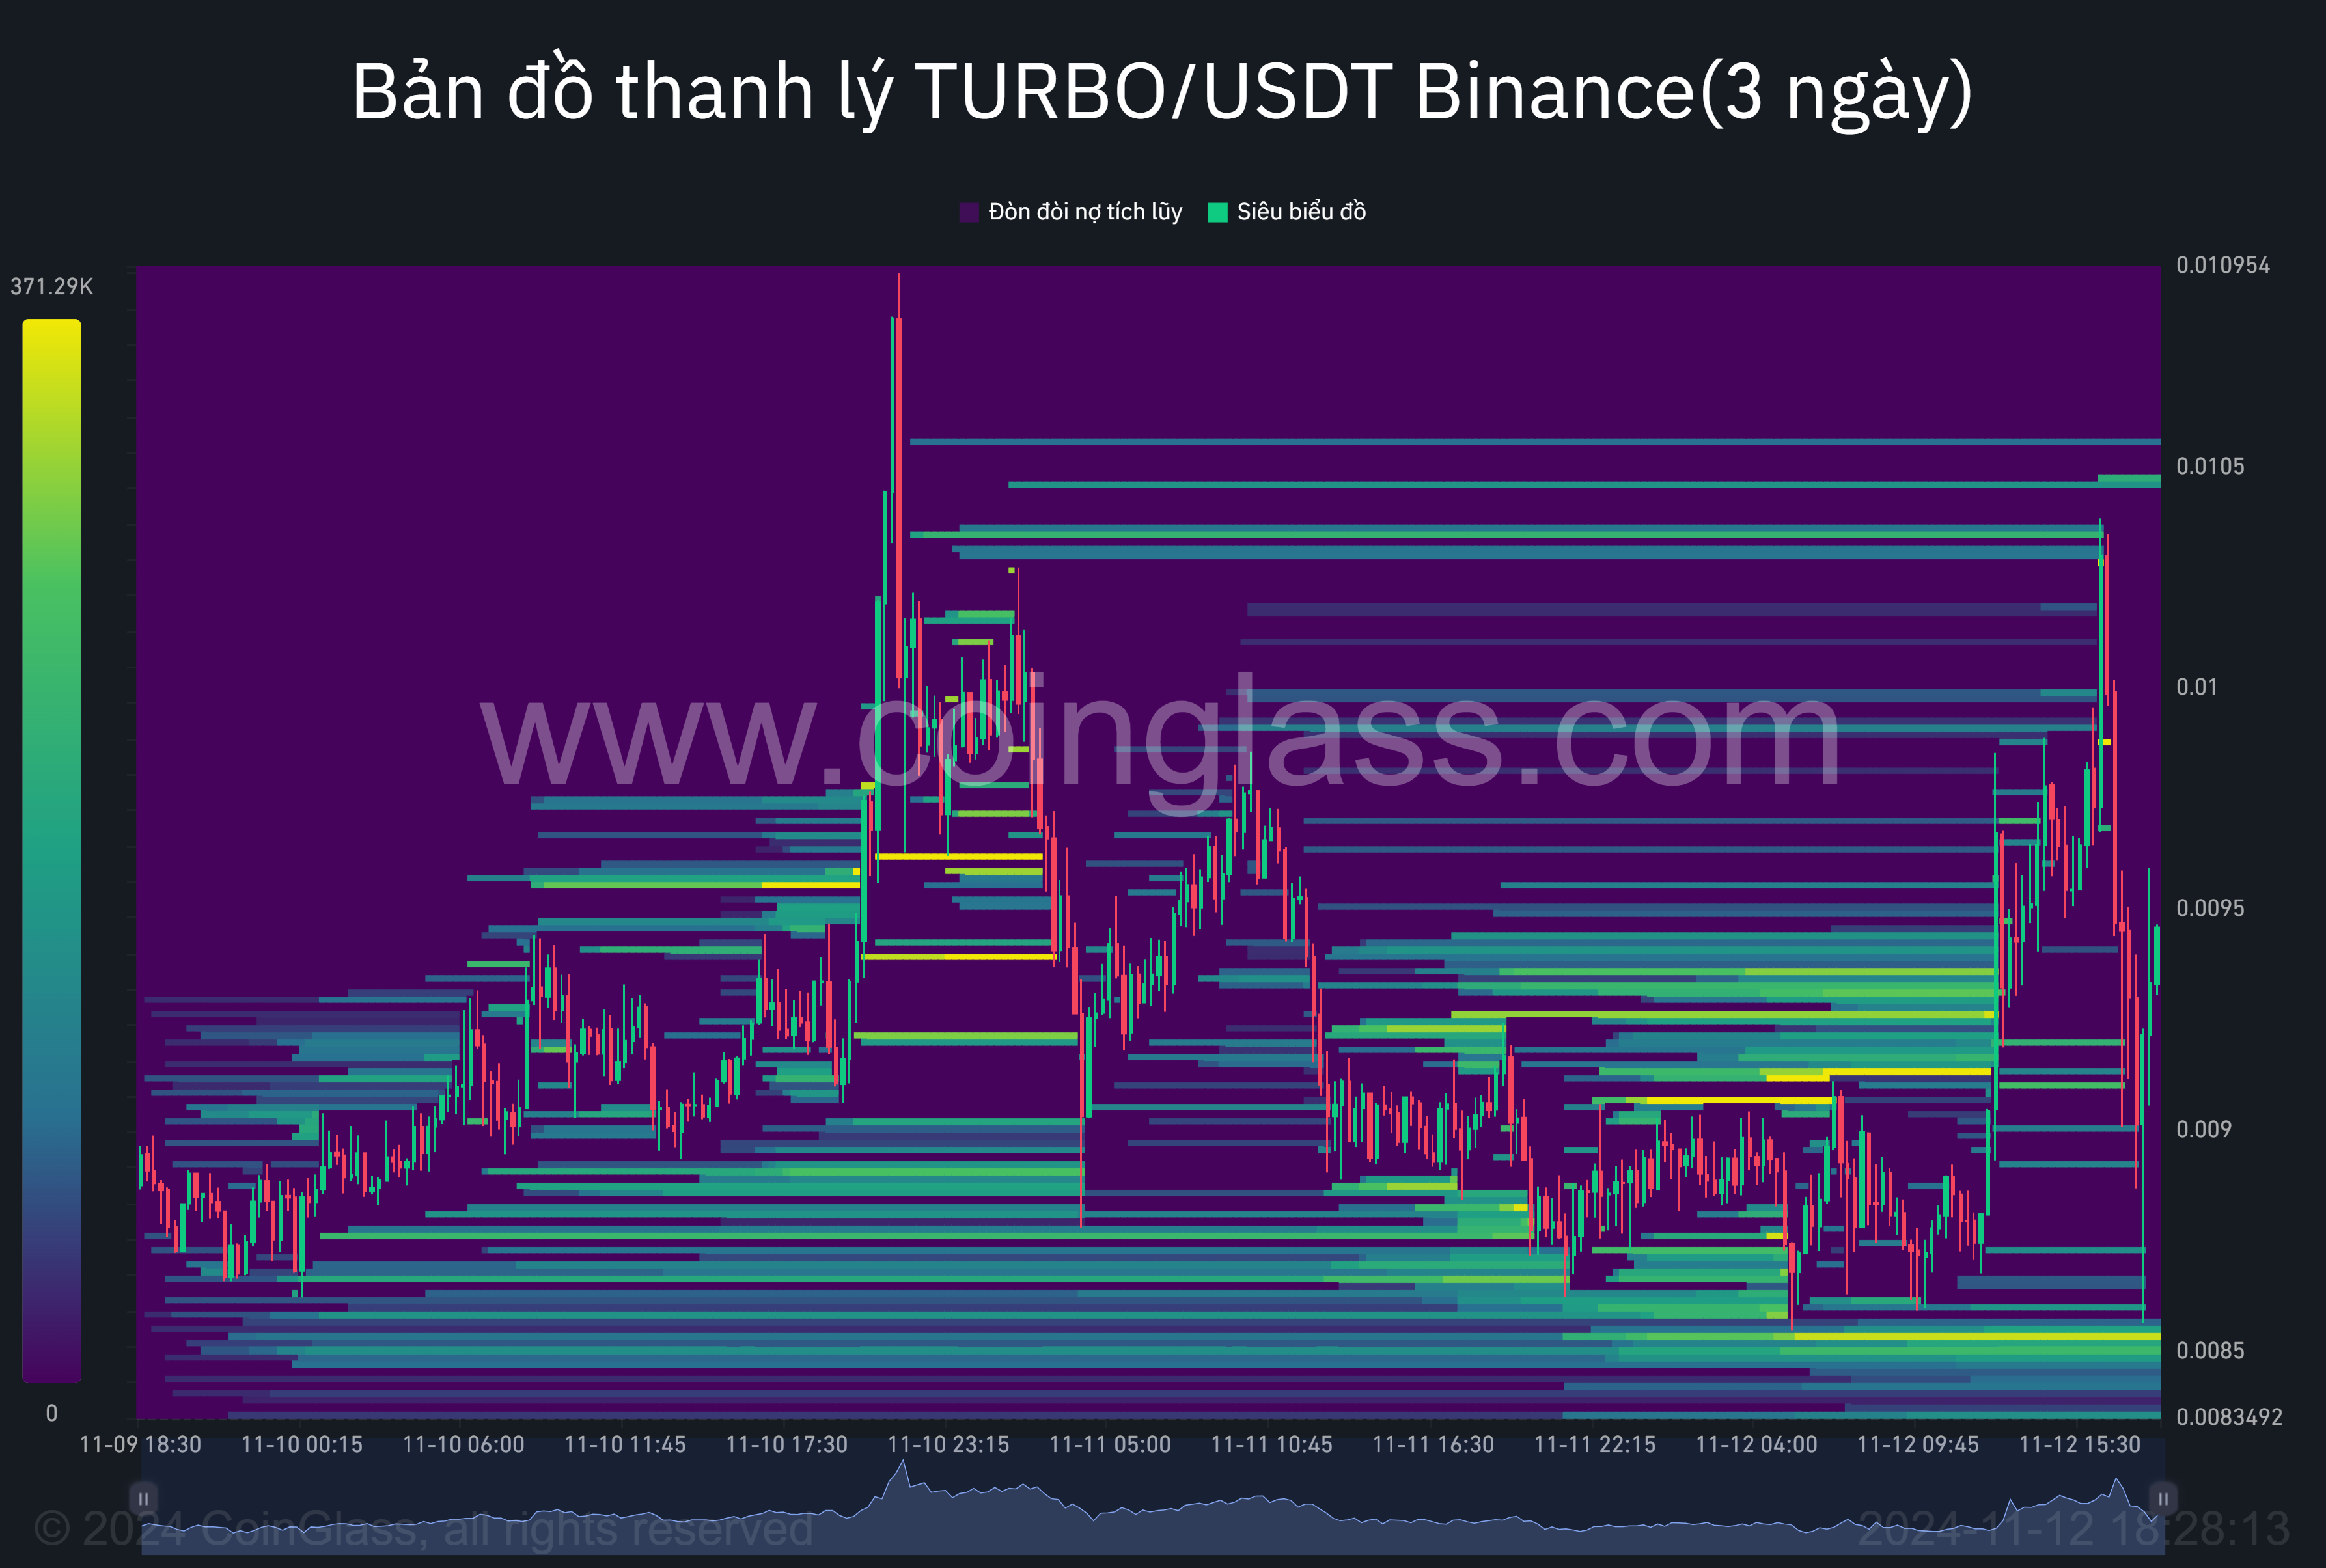 Bản đồ thanh lý TURBO/USDT Binance(3 ngày)
Đòn đòi nợ tích lũy
Siêu biểu đồ
371.29K
0
0.010954
0.0105
0.01
0.0095
0.009
0.0085
0.0083492
www.coinglass.com
11-09 18:30 11-10 00:15 11-10 06:00 11-10 11:45 11-10 17:30 11-10 23:15 11-11 05:00 11-11 10:45 11-11 16:30 11-11 22:15 11-12 04:00 11-12 09:45 11-12 15:30
© 2024 CoinGlass, all rights reserved
2024-11-12 18:28:13